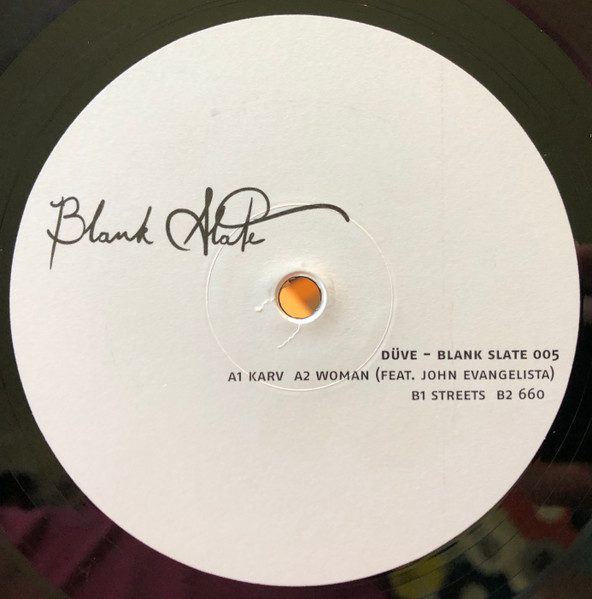 Blank Slate
DÜVE - BLANK SLATE 005
A1 KARV A2 WOMAN (FEAT. JOHN EVANGELISTA)
B1 STREETS B2 660